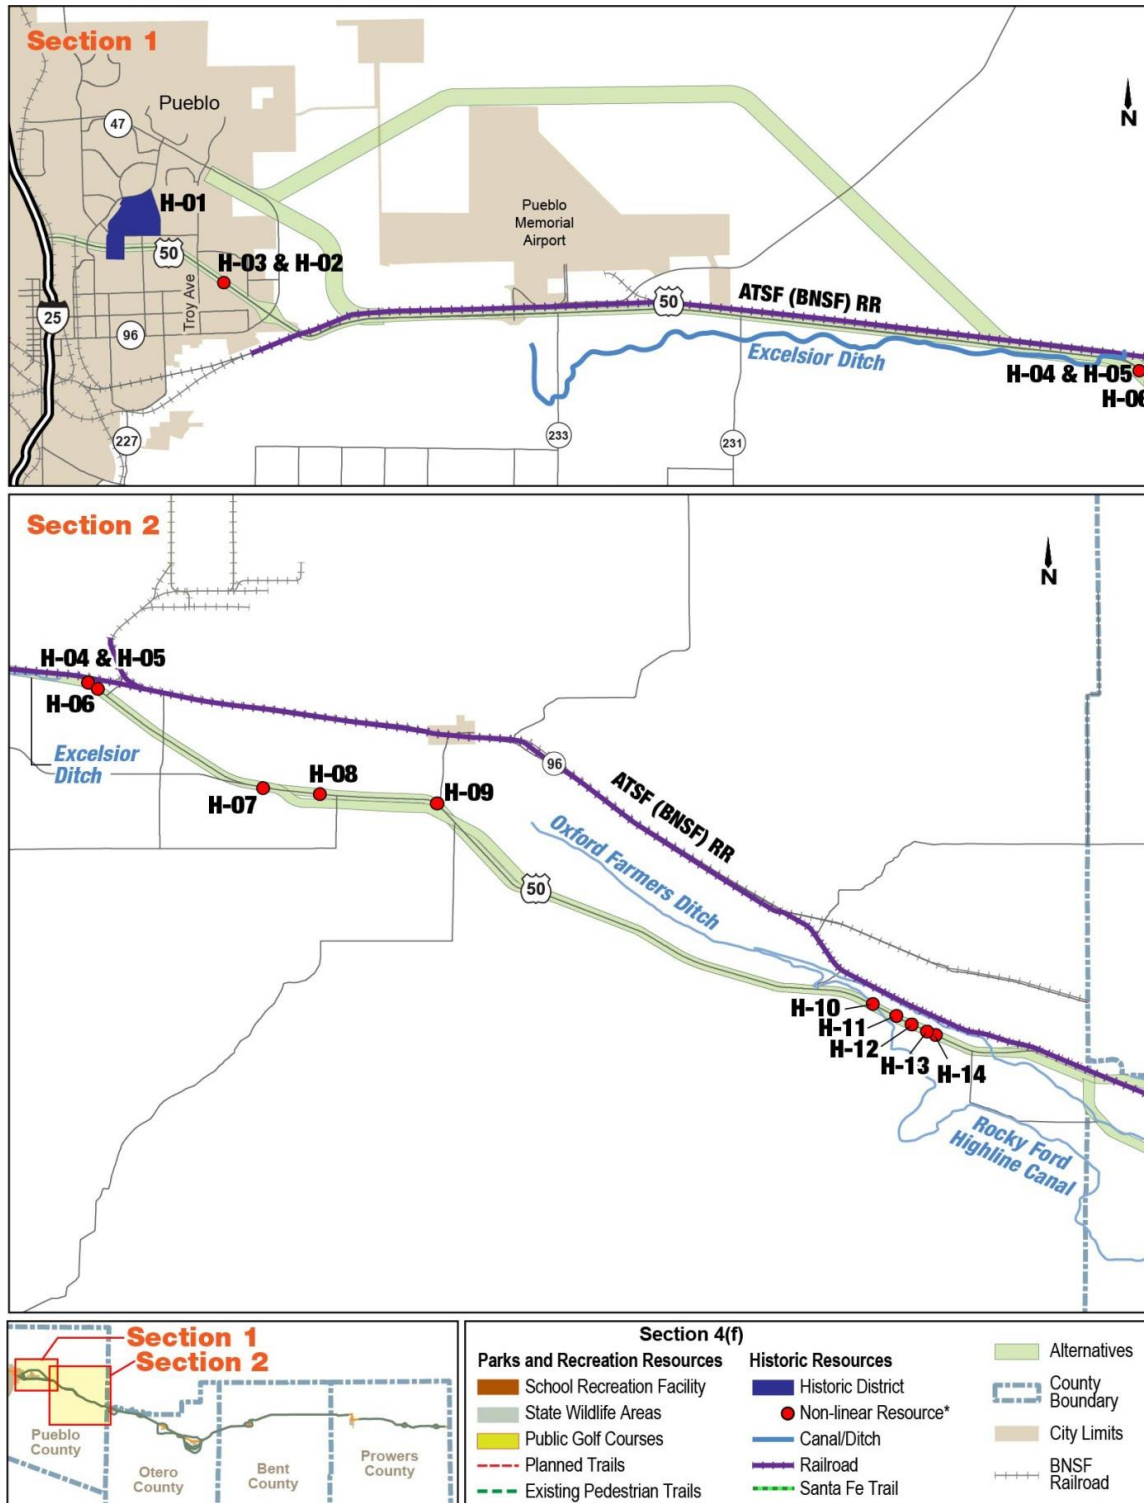 Section 1
Pueblo
47
H-01
50
H-03 & H-02
Troy Ave
25
96
227
Pueblo
Memorial
Airport
50
ATSF (BNSF) RR
Excelsior Ditch
H-04 & H-05
H-06
233
231
N
Section 2
N
H-04 & H-05
H-06
Excelsior
Ditch
H-07
H-08
H-09
96
ATSF (BNSF) RR
Oxford Farmers Ditch
50
H-10
H-11
H-12
H-13
H-14
Rocky Ford
Highline Canal
Section 1
Section 2
Pueblo
County
Otero
County
Bent
County
Prowers
County
Section 4(f)
Parks and Recreation Resources
School Recreation Facility
State Wildlife Areas
Public Golf Courses
Planned Trails
Existing Pedestrian Trails
Historic Resources
Historic District
Non-linear Resource*
Canal/Ditch
Railroad
Santa Fe Trail
Alternatives
County
Boundary
City Limits
BNSF
Railroad